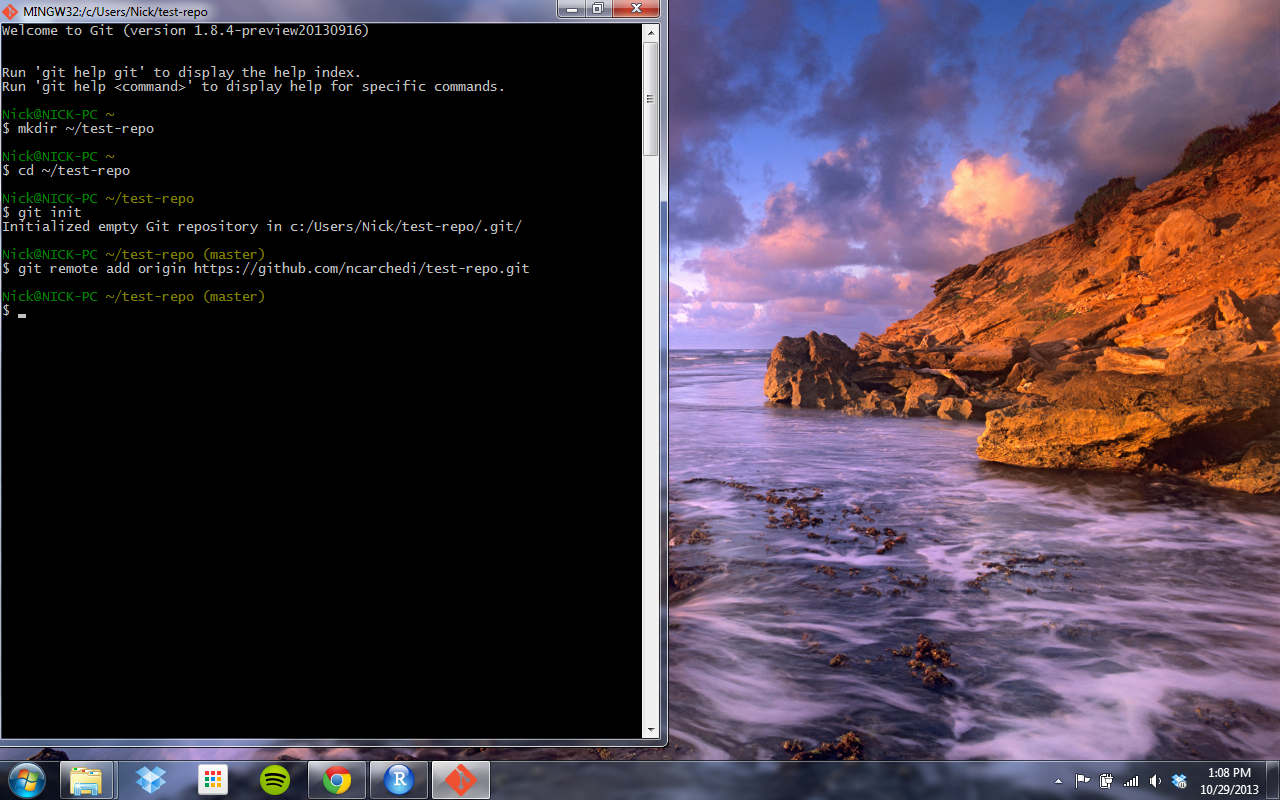 MINGW32:/c/Users/Nick/test-repo
Welcome to Git (version 1.8.4-preview20130916)
Run 'git help git' to display the help index.
Run 'git help <command>' to display help for specific commands.
Nick@NICK-PC ~
$ mkdir ~/test-repo
Nick@NICK-PC ~
$ cd ~/test-repo
Nick@NICK-PC ~/test-repo
$ git init
Initialized empty Git repository in c:/Users/Nick/test-repo/.git/
Nick@NICK-PC ~/test-repo (master)
$ git remote add origin https://github.com/ncarchedi/test-repo.git
Nick@NICK-PC ~/test-repo (master)
$
R
1:08 PM
10/29/2013